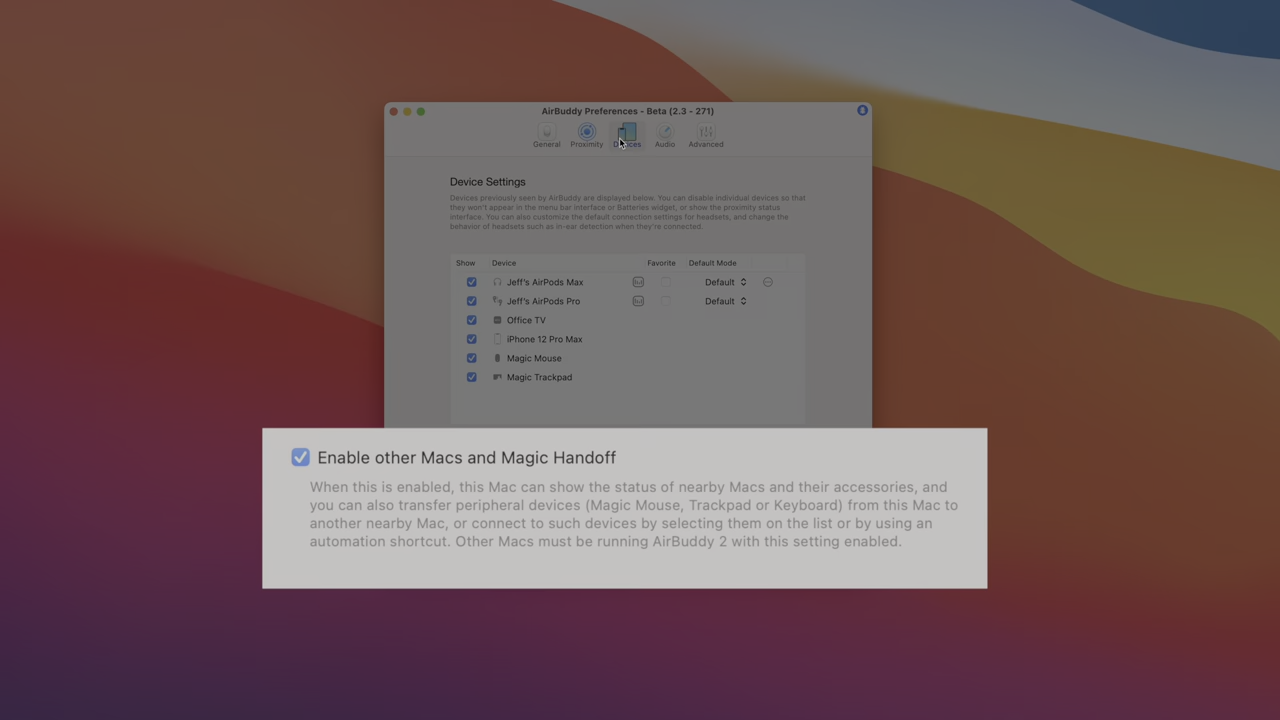 AirBuddy Preferences - Beta (2.3 - 271)
General Proximity Devices Audio Advanced
Device Settings
Devices previously seen by AirBuddy are displayed below. You can disable individual devices so that
they won't appear in the menu bar interface or Batteries widget, or show the proximity status
interface. You can also customize the default connection settings for headsets, and change the
behavior of headsets such as in-ear detection when they're connected.
Show Device Favorite Default Mode
Jeff's AirPods Max Default
Jeff's AirPods Pro Default
Office TV
iPhone 12 Pro Max
Magic Mouse
Magic Trackpad
Enable other Macs and Magic Handoff
When this is enabled, this Mac can show the status of nearby Macs and their accessories, and
you can also transfer peripheral devices (Magic Mouse, Trackpad or Keyboard) from this Mac to
another nearby Mac, or connect to such devices by selecting them on the list or by using an
automation shortcut. Other Macs must be running AirBuddy 2 with this setting enabled.